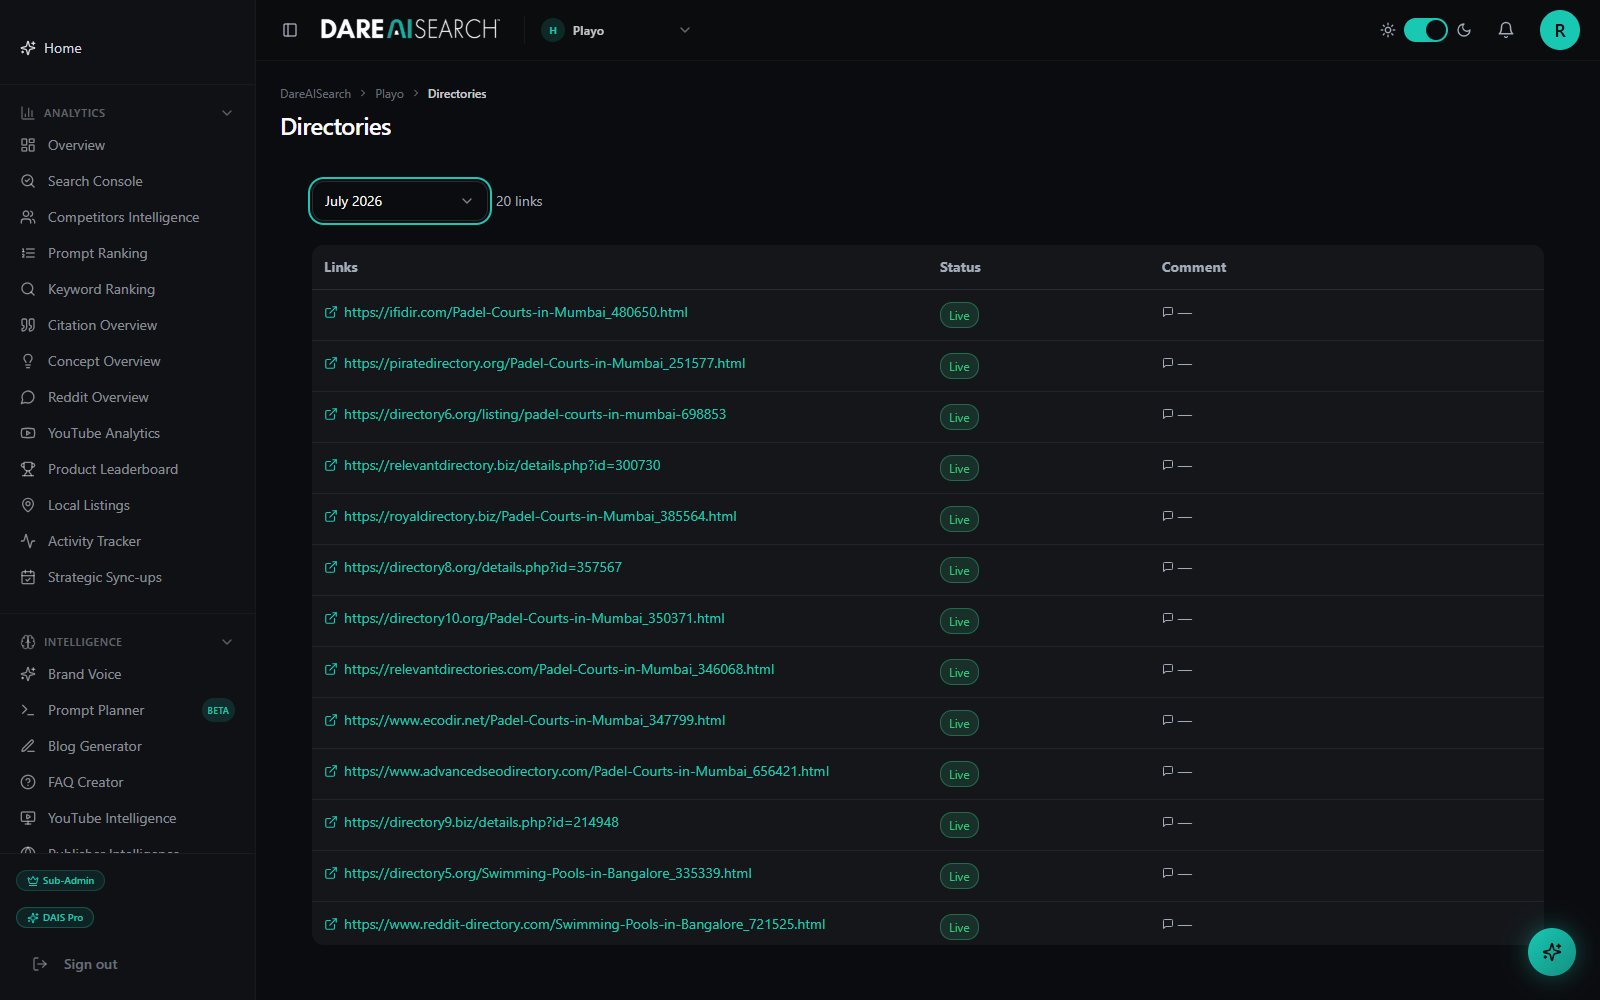 Home
ANALYTICS
Overview
Search Console
Competitors Intelligence
Prompt Ranking
Keyword Ranking
Citation Overview
Concept Overview
Reddit Overview
YouTube Analytics
Product Leaderboard
Local Listings
Activity Tracker
Strategic Sync-ups
INTELLIGENCE
Brand Voice
Prompt Planner BETA
Blog Generator
FAQ Creator
YouTube Intelligence
Publisher Intelligence
Sub-Admin
DAIS Pro
Sign out
DARE AI SEARCH
H Playo
R
DareAISearch > Playo > Directories
Directories
July 2026 20 links
Links Status Comment
https://ifidir.com/Padel-Courts-in-Mumbai_480650.html Live —
https://piratedirectory.org/Padel-Courts-in-Mumbai_251577.html Live —
https://directory6.org/listing/padel-courts-in-mumbai-698853 Live —
https://relevantdirectory.biz/details.php?id=300730 Live —
https://royaldirectory.biz/Padel-Courts-in-Mumbai_385564.html Live —
https://directory8.org/details.php?id=357567 Live —
https://directory10.org/Padel-Courts-in-Mumbai_350371.html Live —
https://relevantdirectories.com/Padel-Courts-in-Mumbai_346068.html Live —
https://www.ecodir.net/Padel-Courts-in-Mumbai_347799.html Live —
https://www.advancedseodirectory.com/Padel-Courts-in-Mumbai_656421.html Live —
https://directory9.biz/details.php?id=214948 Live —
https://directory5.org/Swimming-Pools-in-Bangalore_335339.html Live —
https://www.reddit-directory.com/Swimming-Pools-in-Bangalore_721525.html Live —